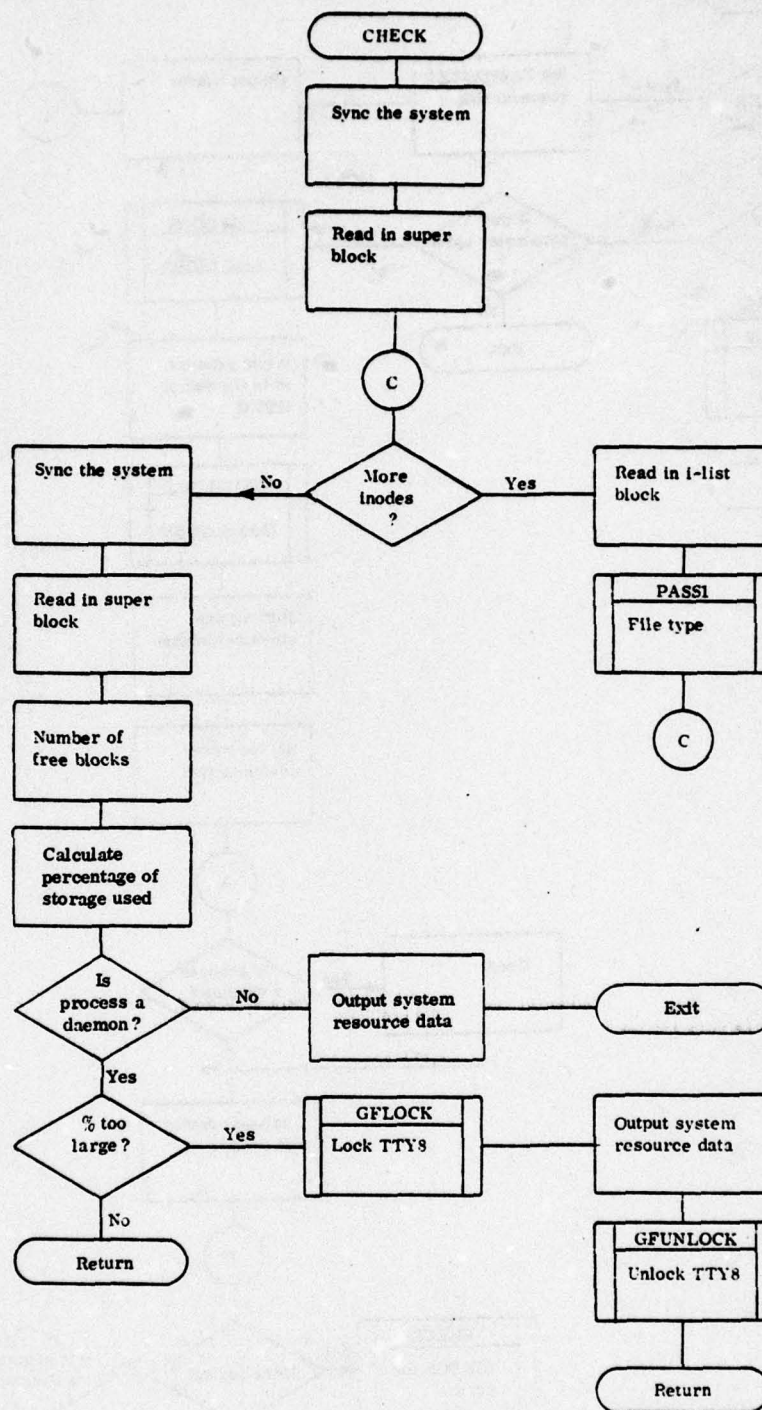 CHECK
Sync the system
Read in super
block
C
More
inodes
?
No
Yes
Sync the system
Read in i-list
block
Read in super
block
PASS1
File type
C
Number of
free blocks
Calculate
percentage of
storage used
Is
process a
daemon?
No
Output system
resource data
Exit
Yes
% too
large?
Yes
GFLOCK
Lock TTY8
Output system
resource data
No
Return
GFUNLOCK
Unlock TTY8
Return